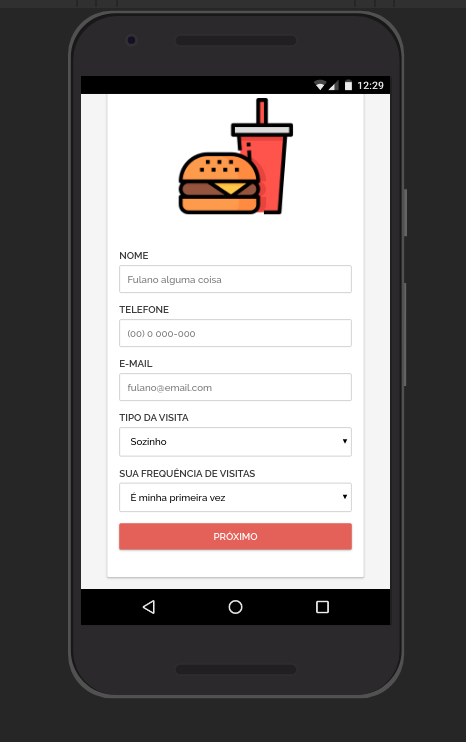 12:29
NOME
Fulano alguma coisa
TELEFONE
(00) 0 000-000
E-MAIL
fulano@email.com
TIPO DA VISITA
Sozinho
SUA FREQUÊNCIA DE VISITAS
É minha primeira vez
PRÓXIMO